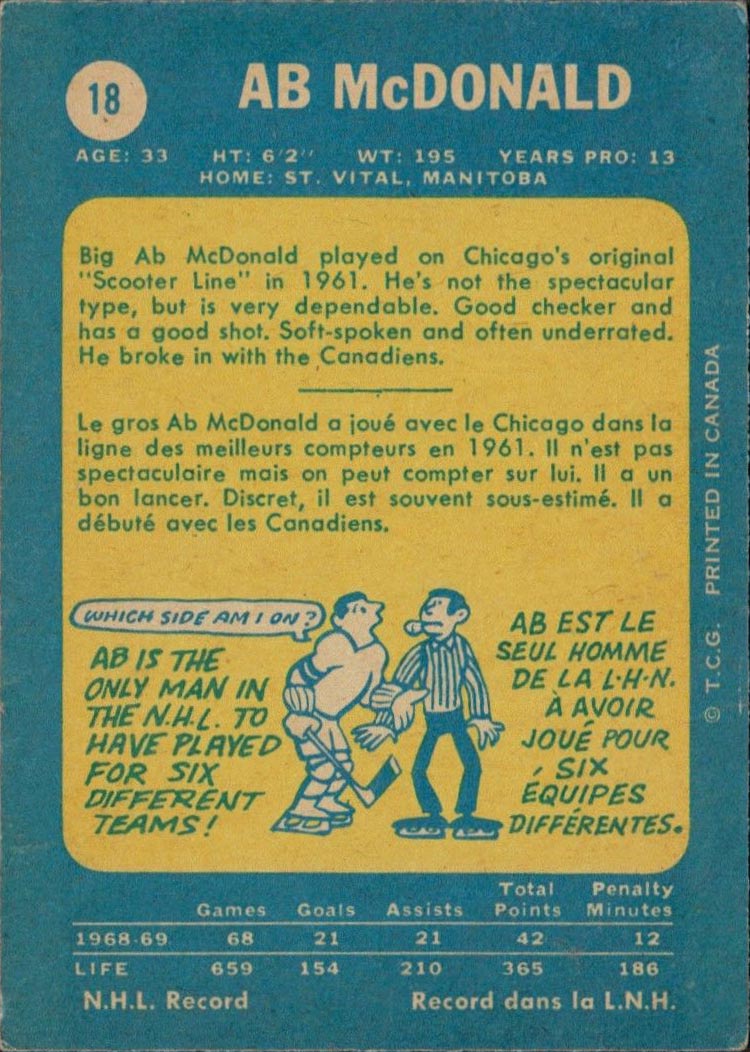 18
AB McDONALD
AGE: 33 HT: 6'2" WT: 195 YEARS PRO: 13
HOME: ST. VITAL, MANITOBA
Big Ab McDonald played on Chicago's original
"Scooter Line" in 1961. He's not the spectacular
type, but is very dependable. Good checker and
has a good shot. Soft-spoken and often underrated.
He broke in with the Canadiens.
Le gros Ab McDonald a joué avec le Chicago dans la
ligne des meilleurs compteurs en 1961. Il n'est pas
spectaculaire mais on peut compter sur lui. Il a un
bon lancer. Discret, il est souvent sous-estimé. Il a
débuté avec les Canadiens.
WHICH SIDE AM I ON?
AB IS THE
ONLY MAN IN
THE N.H.L. TO
HAVE PLAYED
FOR SIX
DIFFERENT
TEAMS!
AB EST LE
SEUL HOMME
DE LA L.H.N.
À AVOIR
JOUÉ POUR
SIX
ÉQUIPES
DIFFÉRENTES.
© T.C.G. PRINTED IN CANADA
Games Goals Assists Total Points Penalty Minutes
1968-69 68 21 21 42 12
LIFE 659 154 210 365 186
N.H.L. Record Record dans la L.N.H.